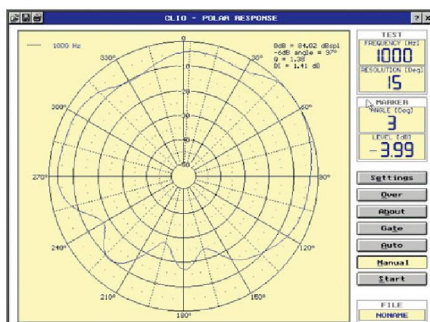 CLIO - POLAR RESPONSE
? X
1000 Hz
0dB = 84.02 dBspl
-6dB angle = 97°
Q = 1.38
DI = 1.41 dB
0
330°
300°
60°
270°
90°
240°
120°
210°
150°
180°
TEST
FREQUENCY [Hz]
1000
RESOLUTION [Deg]
15
MARKER
ANGLE [Deg]
3
LEVEL [dB]
-3.99
Settings
Over
About
Gate
Auto
Manual
Start
FILE
NONAME